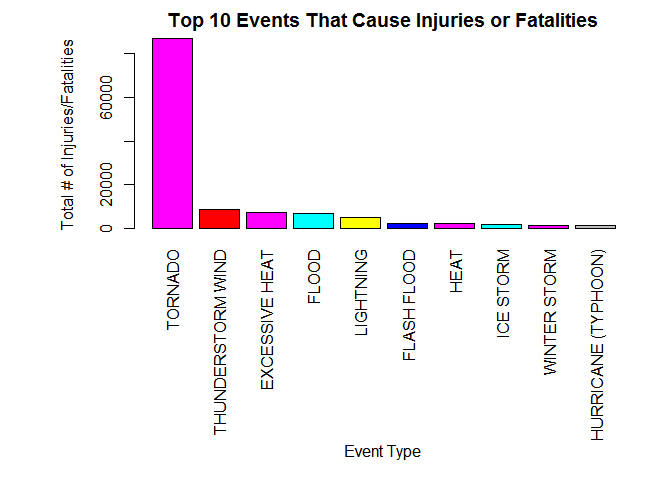 Top 10 Events That Cause Injuries or Fatalities
Total # of Injuries/Fatalities
60000
20000
0
TORNADO
THUNDERSTORM WIND
EXCESSIVE HEAT
FLOOD
LIGHTNING
FLASH FLOOD
HEAT
ICE STORM
WINTER STORM
HURRICANE (TYPHOON)
Event Type